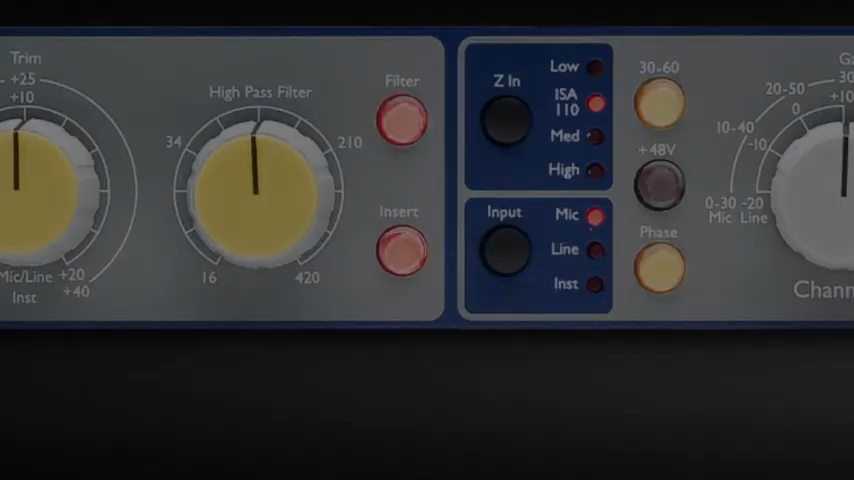 Trim
+25
+10
Mic/Line
Inst
+20
+40
High Pass Filter
34
210
16
420
Filter
Insert
Z In
Low
ISA
110
Med
High
Input
Mic
Line
Inst
30-60
+48V
Phase
20-50
30
+10
0
10-40
-10
0-30 -20
Mic Line